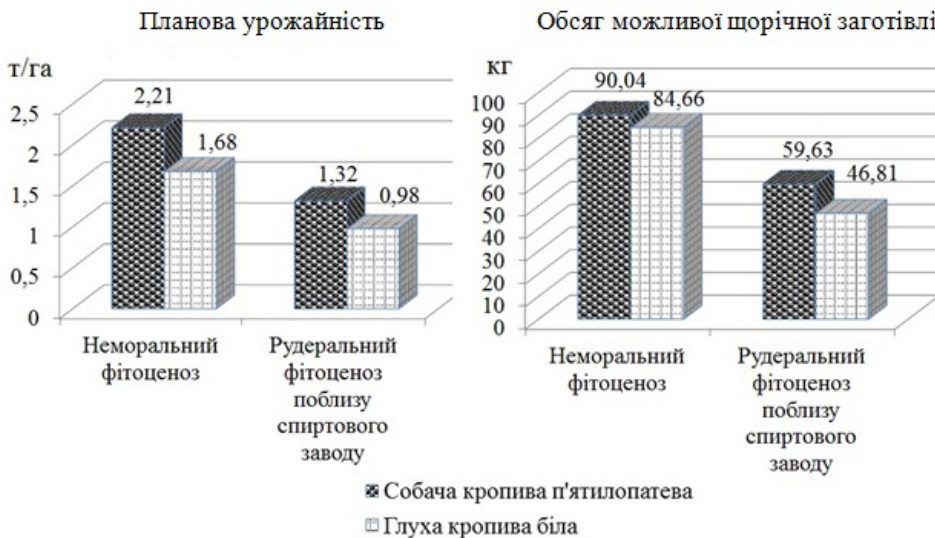 Планова урожайність
т/га
2,5
2
1,5
1
0,5
0
2,21
1,68
1,32
0,98
Неморальний
фітоценоз
Рудеральний
фітоценоз
поблизу
спиртового
заводу
Обсяг можливої щорічної заготівлі
кг
100
90
80
70
60
50
40
30
20
10
0
90,04
84,66
59,63
46,81
Неморальний
фітоценоз
Рудеральний
фітоценоз
поблизу
спиртового
заводу
Собача кропива п'ятилопатева
Глуха кропива біла